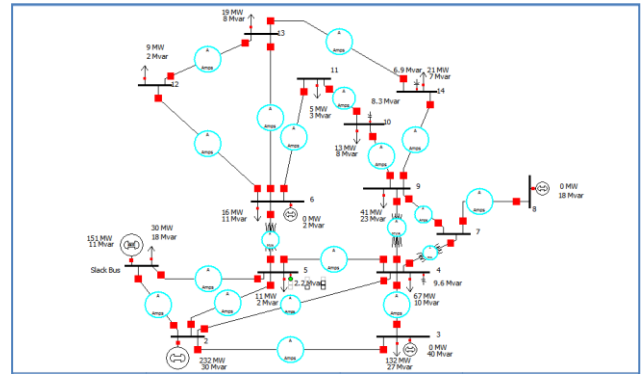 19 MW
8 Mvar
13
9 MW
2 Mvar
12
11
5 MW
3 Mvar
6.9 Mvar
21 MW
7 Mvar
14
8.3 Mvar
10
13 MW
8 Mvar
9
41 MW
23 Mvar
0 MW
18 Mvar
8
7
6
16 MW
11 Mvar
0 MW
2 Mvar
151 MW
11 Mvar
30 MW
18 Mvar
Slack Bus
5
11 MW
2 Mvar
2.2 Mvar
4
9.6 Mvar
67 MW
10 Mvar
2
232 MW
30 Mvar
3
132 MW
27 Mvar
0 MW
40 Mvar
A
Amps
A
Amps
A
Amps
A
Amps
A
Amps
A
Amps
A
Amps
A
Amps
A
Amps
A
Amps
A
Amps
A
Amps
A
Amps
A
Amps
A
Amps
A
Amps